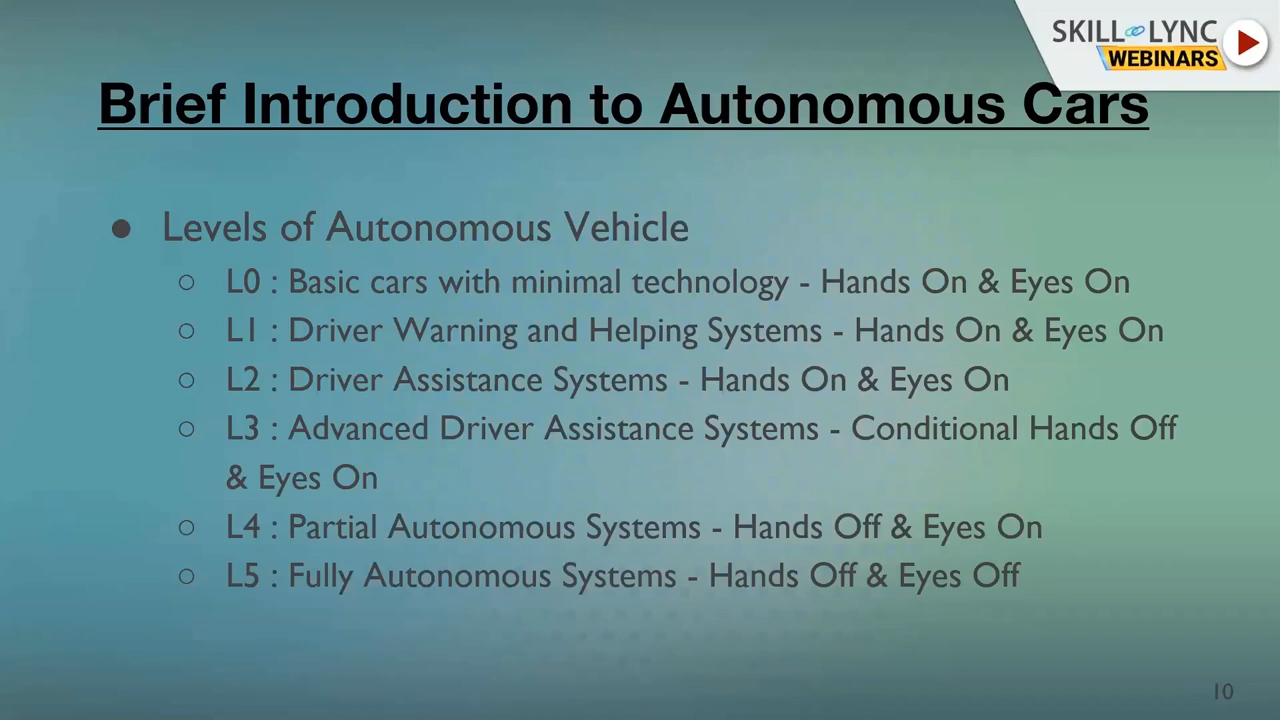 SKILL LYNC
WEBINARS
Brief Introduction to Autonomous Cars
● Levels of Autonomous Vehicle
○ L0 : Basic cars with minimal technology - Hands On & Eyes On
○ L1 : Driver Warning and Helping Systems - Hands On & Eyes On
○ L2 : Driver Assistance Systems - Hands On & Eyes On
○ L3 : Advanced Driver Assistance Systems - Conditional Hands Off
& Eyes On
○ L4 : Partial Autonomous Systems - Hands Off & Eyes On
○ L5 : Fully Autonomous Systems - Hands Off & Eyes Off
10